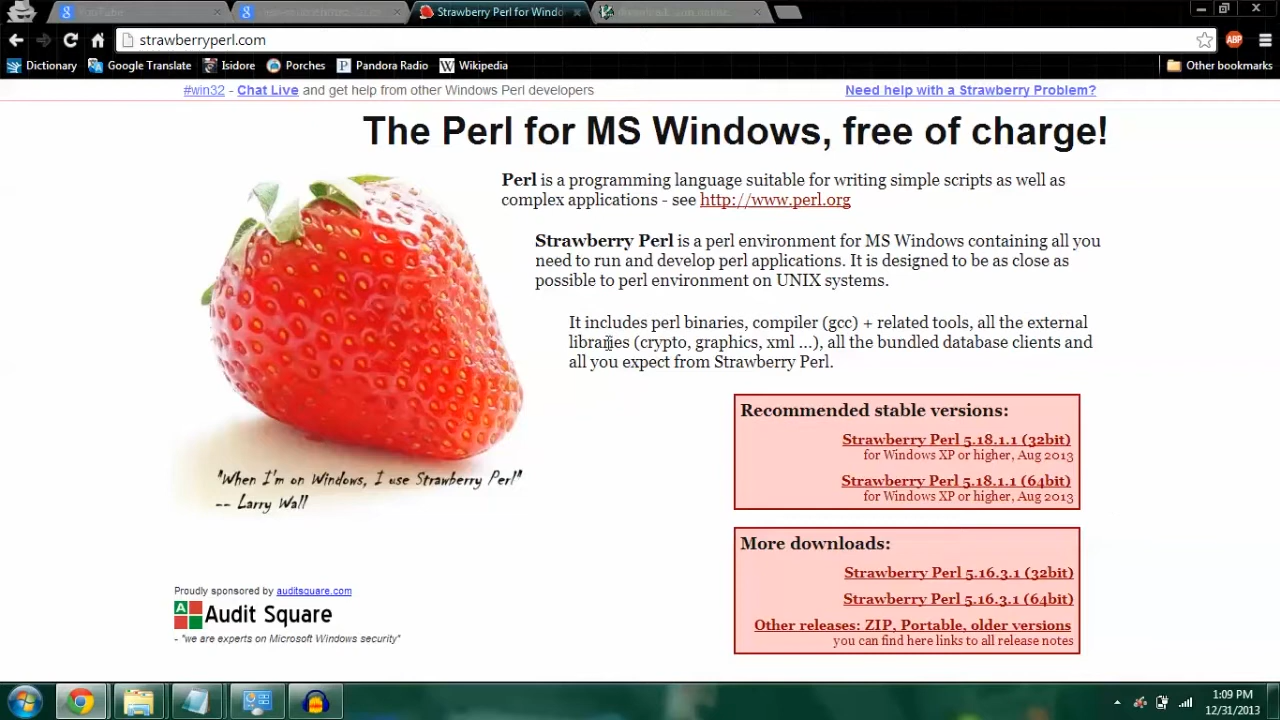 YouTube
Strawberry Perl for Windo
strawberryperl.com
ABP
Dictionary Google Translate Isidore Porches P Pandora Radio W Wikipedia Other bookmarks
#win32 - Chat Live and get help from other Windows Perl developers
Need help with a Strawberry Problem?
The Perl for MS Windows, free of charge!
Perl is a programming language suitable for writing simple scripts as well as
complex applications - see http://www.perl.org
Strawberry Perl is a perl environment for MS Windows containing all you
need to run and develop perl applications. It is designed to be as close as
possible to perl environment on UNIX systems.
It includes perl binaries, compiler (gcc) + related tools, all the external
libraries (crypto, graphics, xml ...), all the bundled database clients and
all you expect from Strawberry Perl.
"When I'm on Windows, I use Strawberry Perl"
-- Larry Wall
Recommended stable versions:
Strawberry Perl 5.18.1.1 (32bit)
for Windows XP or higher, Aug 2013
Strawberry Perl 5.18.1.1 (64bit)
for Windows XP or higher, Aug 2013
More downloads:
Strawberry Perl 5.16.3.1 (32bit)
Strawberry Perl 5.16.3.1 (64bit)
Other releases: ZIP, Portable, older versions
you can find here links to all release notes
Proudly sponsored by auditsquare.com
A Audit Square
- "we are experts on Microsoft Windows security"
1:09 PM
12/31/2013